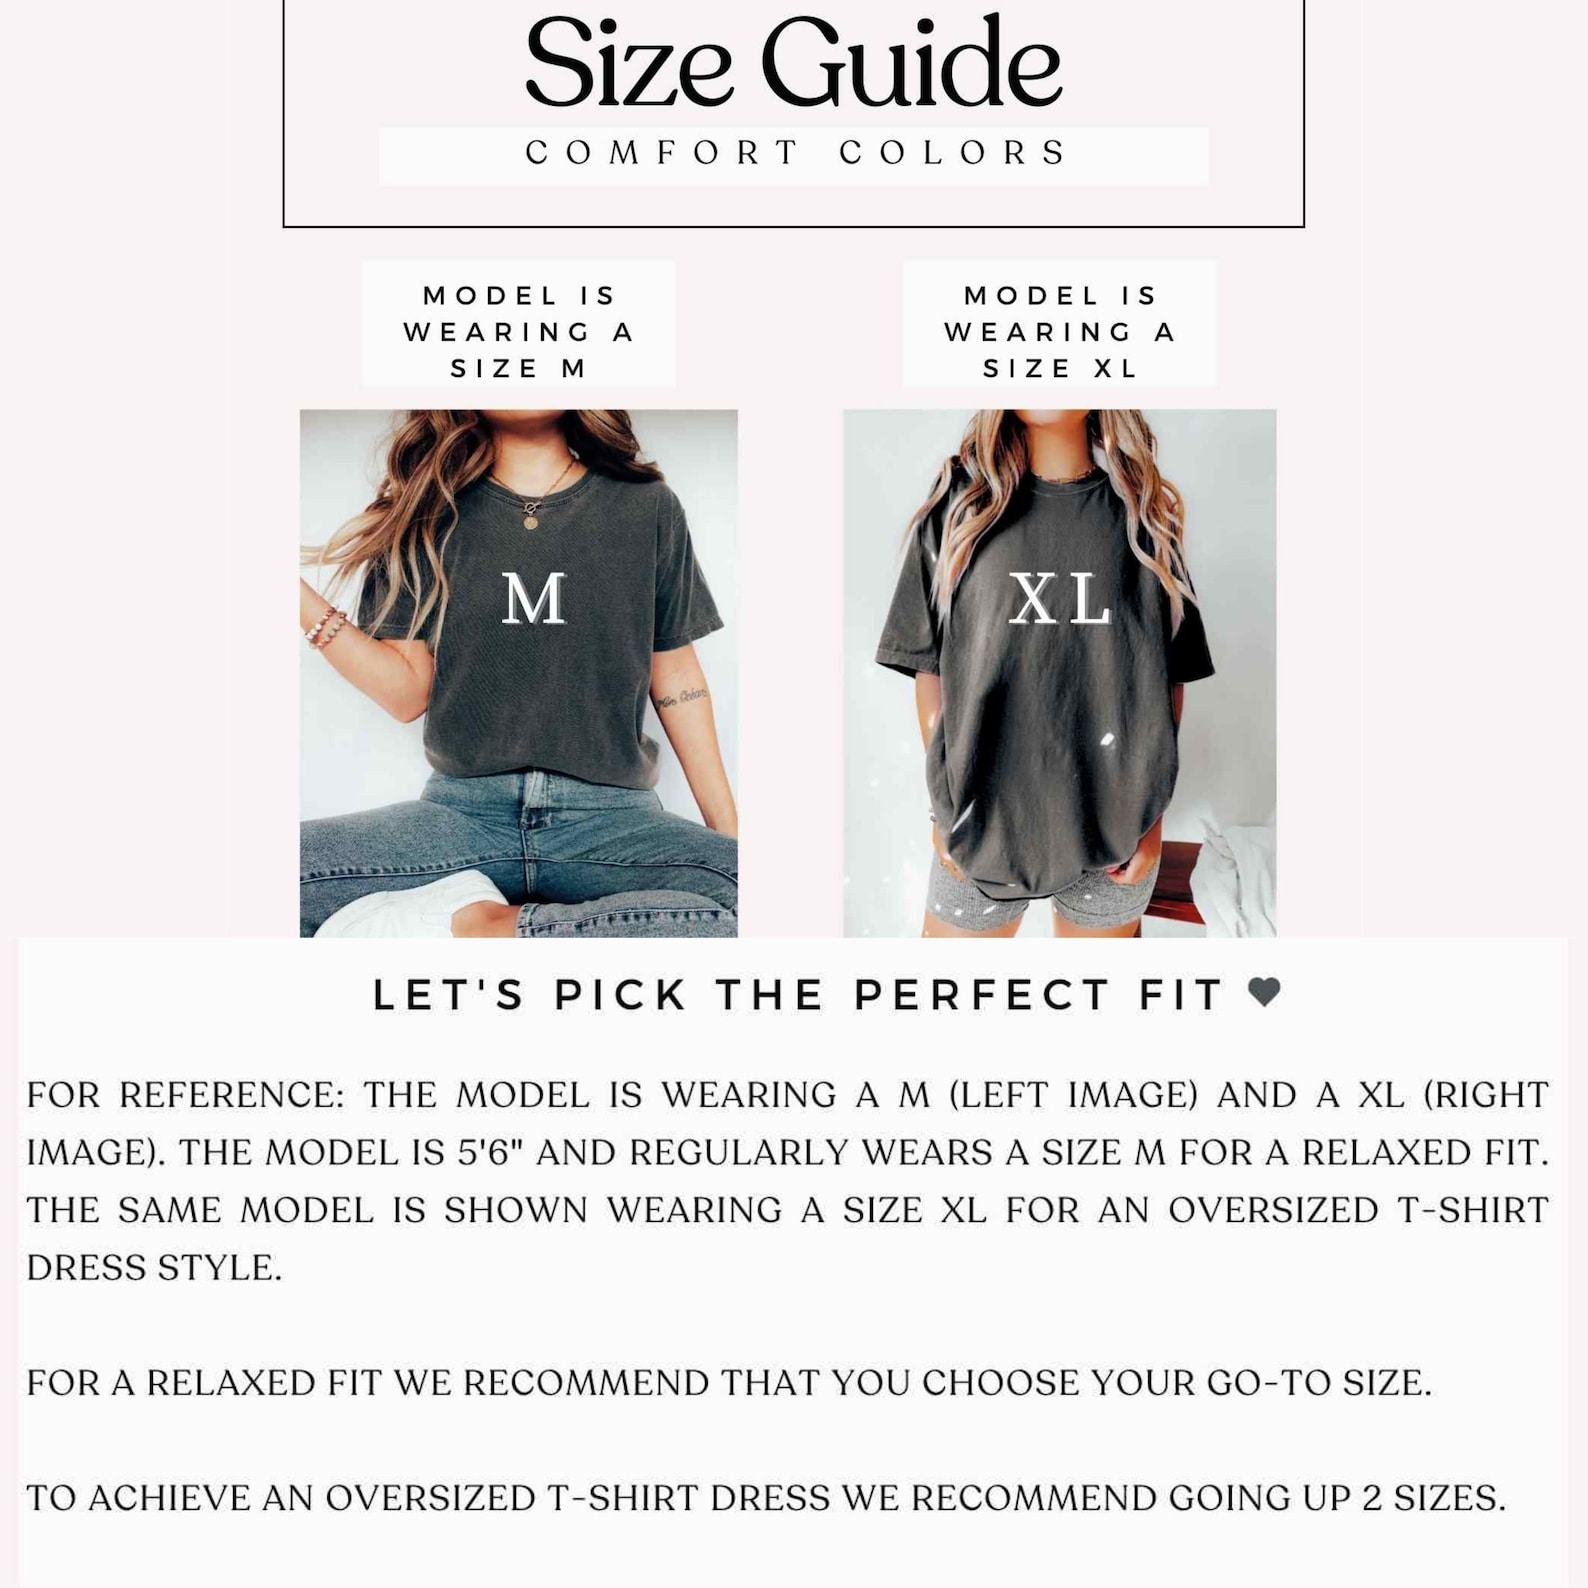 Size Guide
COMFORT COLORS
MODEL IS
WEARING A
SIZE M
MODEL IS
WEARING A
SIZE XL
M
XL
LET'S PICK THE PERFECT FIT
FOR REFERENCE: THE MODEL IS WEARING A M (LEFT IMAGE) AND A XL (RIGHT
IMAGE). THE MODEL IS 5'6" AND REGULARLY WEARS A SIZE M FOR A RELAXED FIT.
THE SAME MODEL IS SHOWN WEARING A SIZE XL FOR AN OVERSIZED T-SHIRT
DRESS STYLE.
FOR A RELAXED FIT WE RECOMMEND THAT YOU CHOOSE YOUR GO-TO SIZE.
TO ACHIEVE AN OVERSIZED T-SHIRT DRESS WE RECOMMEND GOING UP 2 SIZES.